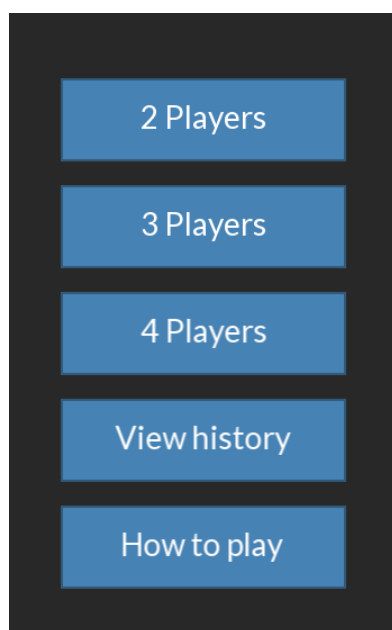 2 Players
3 Players
4 Players
View history
How to play